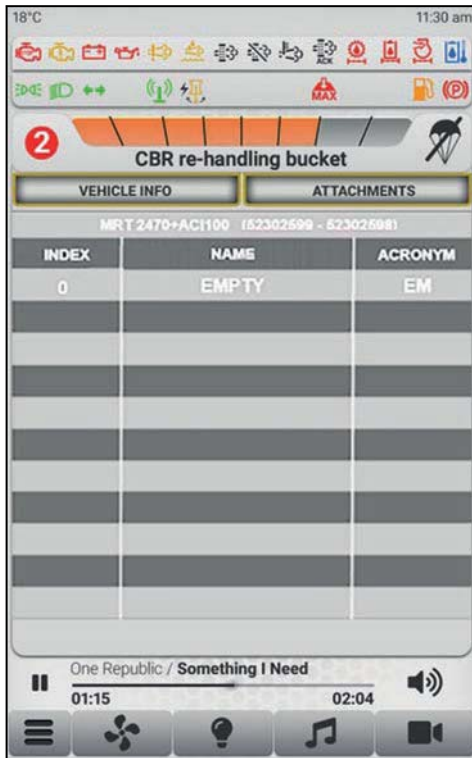 18°C 11:30 am
ACK
MAX
2
CBR re-handling bucket
VEHICLE INFO ATTACHMENTS
MRT 2470+ACI100 (52302599 - 52302598)
INDEX NAME ACRONYM
0 EMPTY EM
One Republic / Something I Need
01:15 02:04